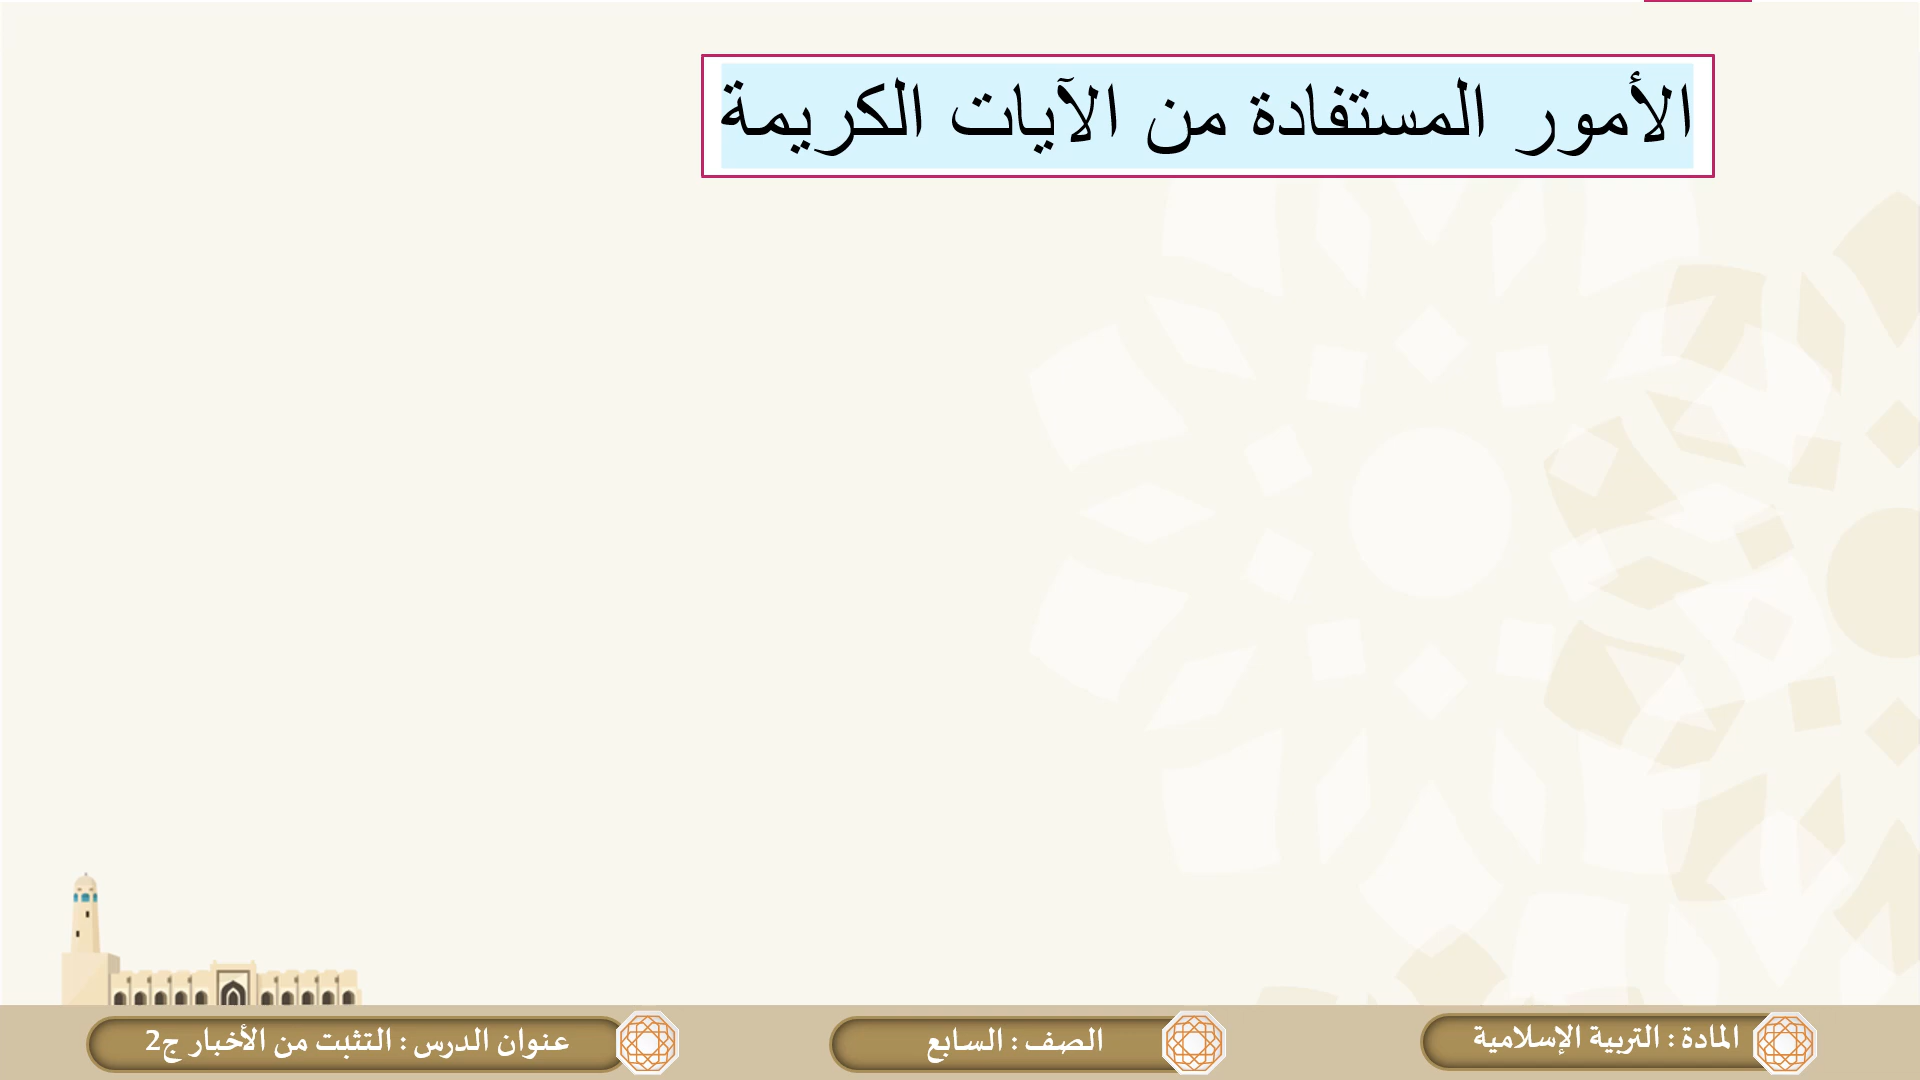 الأمور المستفادة من الآيات الكريمة
المادة : التربية الإسلامية
الصف : السابع
عنوان الدرس : التثبت من الأخبار ج2